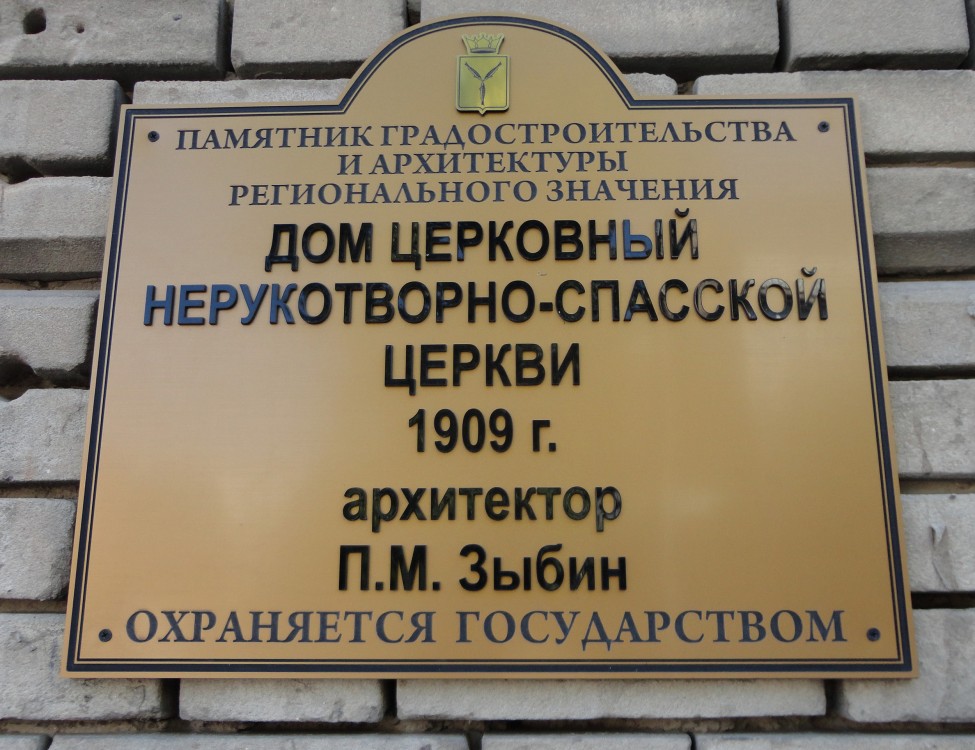 ПАМЯТНИК ГРАДОСТРОИТЕЛЬСТВА
И АРХИТЕКТУРЫ
РЕГИОНАЛЬНОГО ЗНАЧЕНИЯ
ДОМ ЦЕРКОВНЫЙ
НЕРУКОТВОРНО-СПАССКОЙ
ЦЕРКВИ
1909 г.
архитектор
П.М. Зыбин
ОХРАНЯЕТСЯ ГОСУДАРСТВОМ